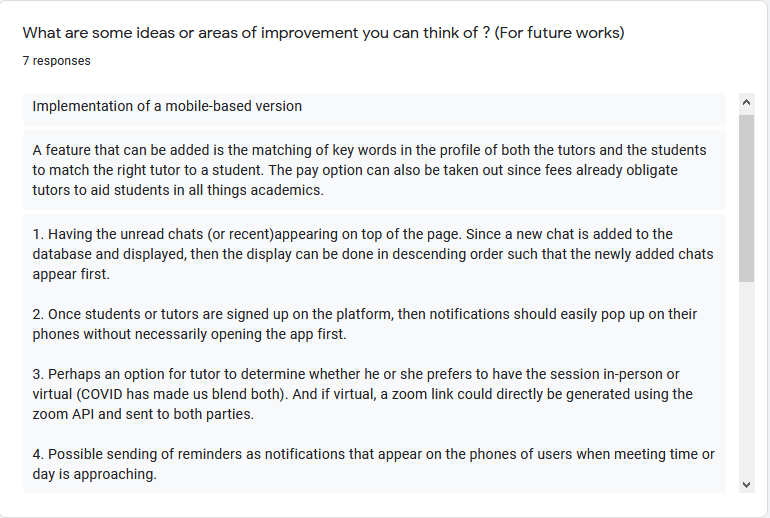 What are some ideas or areas of improvement you can think of ? (For future works)
7 responses
Implementation of a mobile-based version
A feature that can be added is the matching of key words in the profile of both the tutors and the students
to match the right tutor to a student. The pay option can also be taken out since fees already obligate
tutors to aid students in all things academics.
1. Having the unread chats (or recent)appearing on top of the page. Since a new chat is added to the
database and displayed, then the display can be done in descending order such that the newly added chats
appear first.
2. Once students or tutors are signed up on the platform, then notifications should easily pop up on their
phones without necessarily opening the app first.
3. Perhaps an option for tutor to determine whether he or she prefers to have the session in-person or
virtual (COVID has made us blend both). And if virtual, a zoom link could directly be generated using the
zoom API and sent to both parties.
4. Possible sending of reminders as notifications that appear on the phones of users when meeting time or
day is approaching.